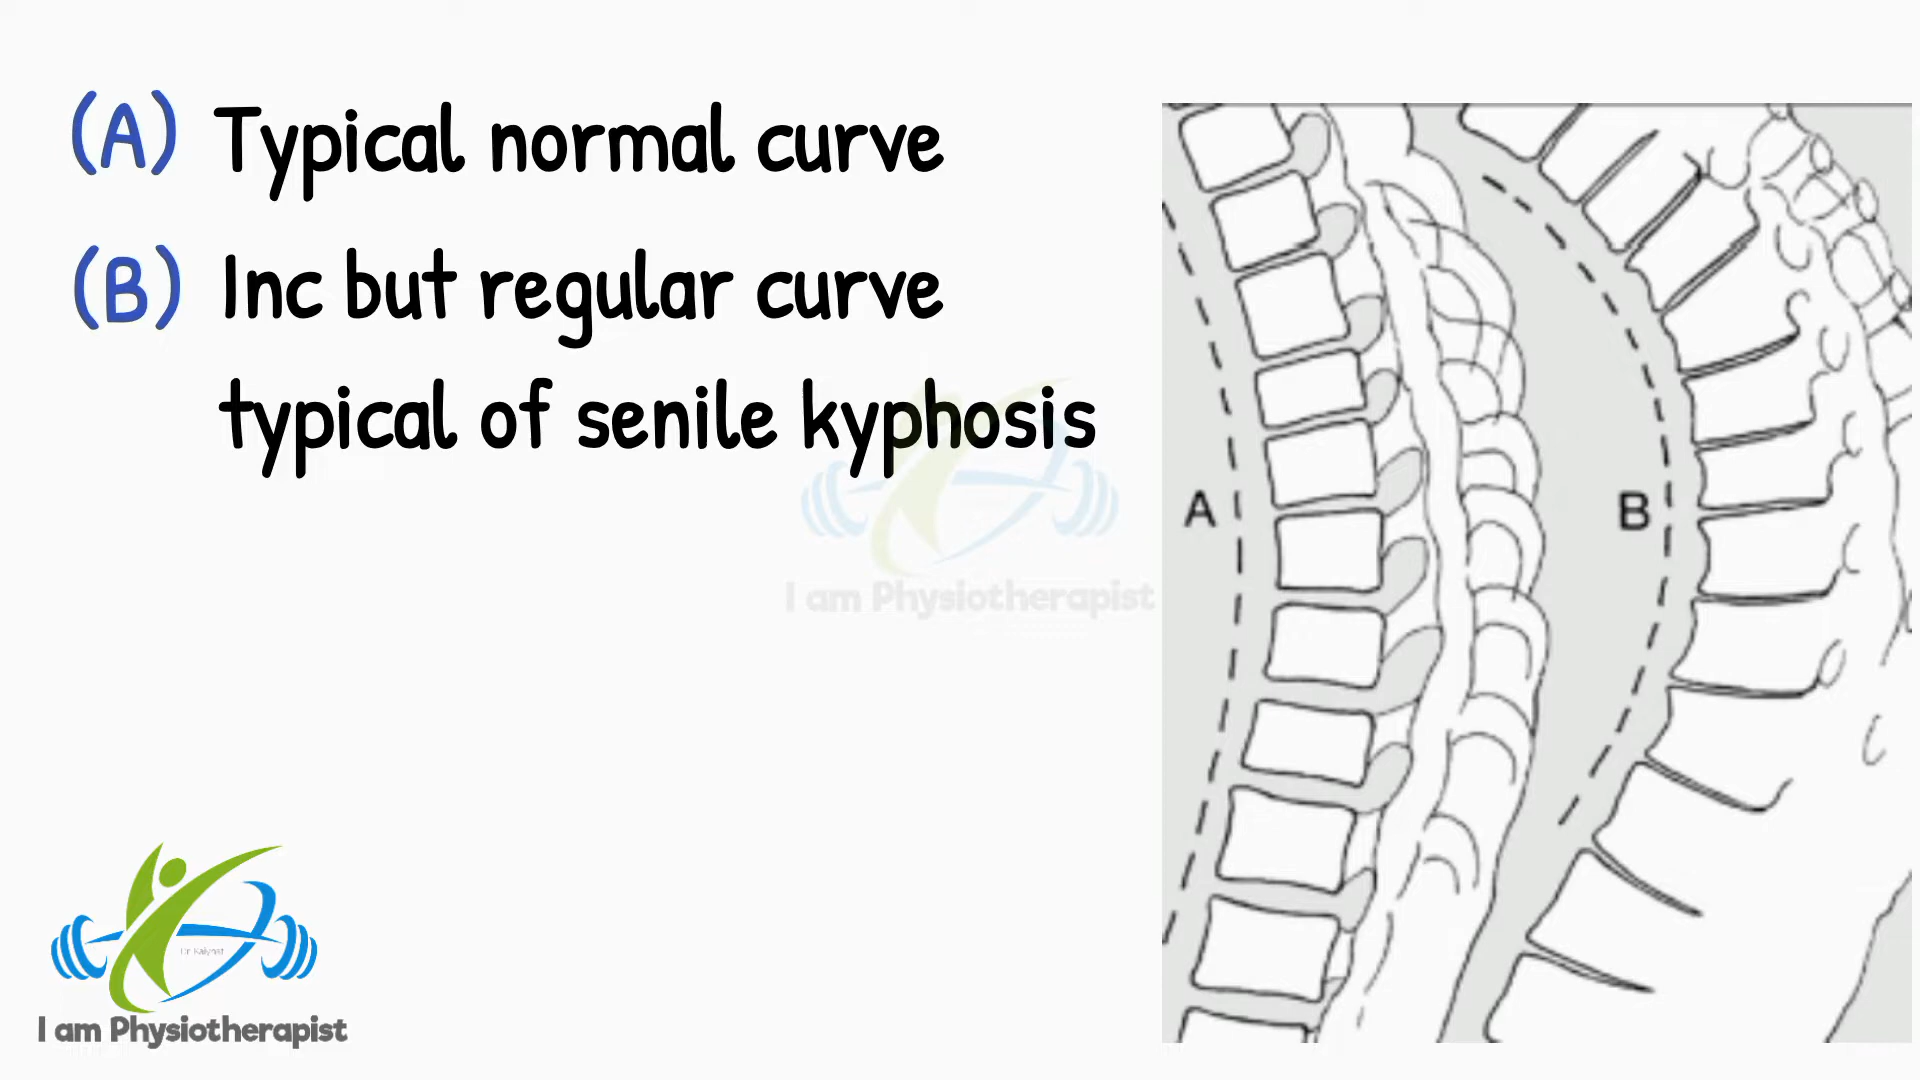 (A) Typical normal curve
(B) Inc but regular curve
typical of senile kyphosis
A
B
I am Physiotherapist
I am Physiotherapist